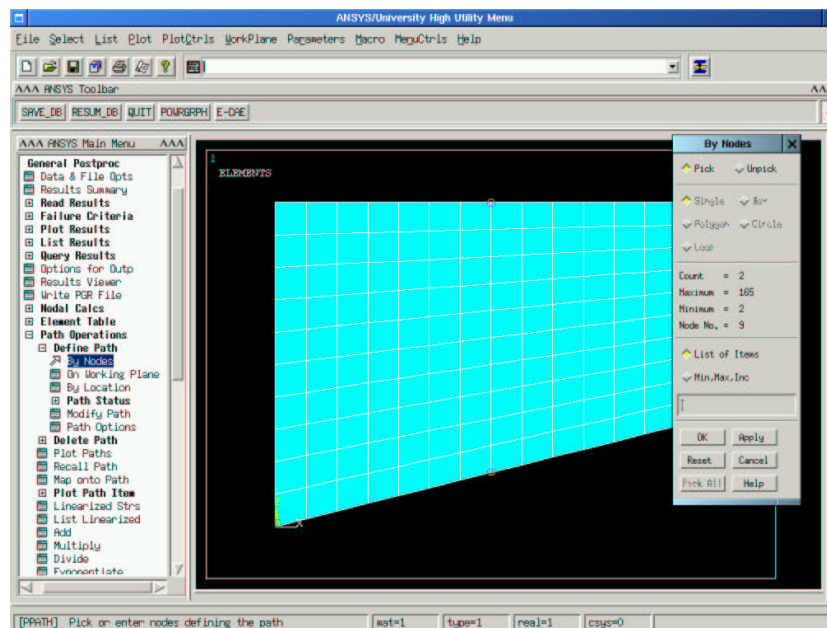 ANSYS/University High Utility Menu
File Select List Plot PlotCtrls WorkPlane Parameters Macro MenuCtrls Help
ANSYS Toolbar
SAVE_DB RESUM_DB QUIT POWRGRPH E-CAE
ANSYS Main Menu
General Postproc
Data & File Opts
Results Summary
Read Results
Failure Criteria
Plot Results
List Results
Query Results
Options for Outp
Results Viewer
Write PGR File
Nodal Calcs
Element Table
Path Operations
Define Path
By Nodes
On Working Plane
By Location
Path Status
Modify Path
Path Options
Delete Path
Plot Paths
Recall Path
Map onto Path
Plot Path Item
Linearized Strs
List Linearized
Add
Multiply
Divide
Exponentiate
1
ELEMENTS
X
By Nodes
Pick Unpick
Single Box
Polygon Circle
Loop
Count = 2
Maximum = 165
Minimum = 2
Node No. = 9
List of Items
Min,Max,Inc
OK Apply
Reset Cancel
Pick All Help
[PPATH] Pick or enter nodes defining the path mat=1 type=1 real=1 csys=0